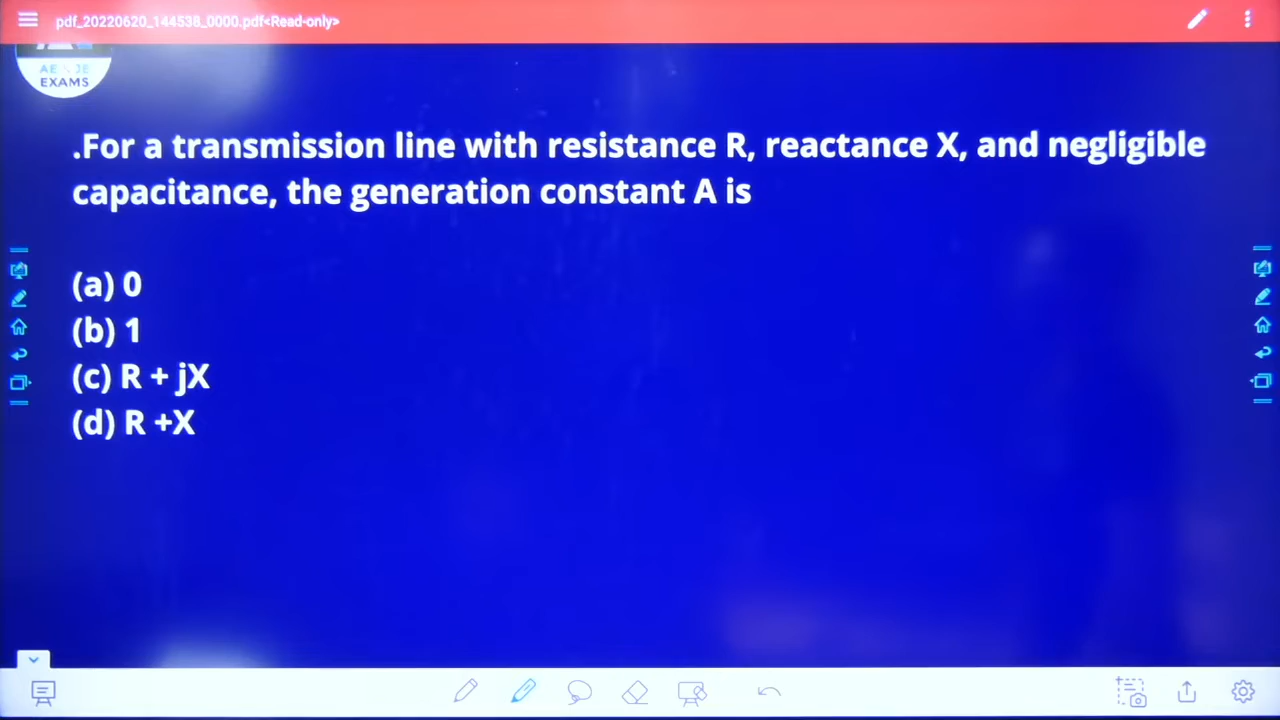 pdf_20220620_144538_0000.pdf<Read-only>
EXAMS
.For a transmission line with resistance R, reactance X, and negligible
capacitance, the generation constant A is
(a) 0
(b) 1
(c) R + jX
(d) R +X